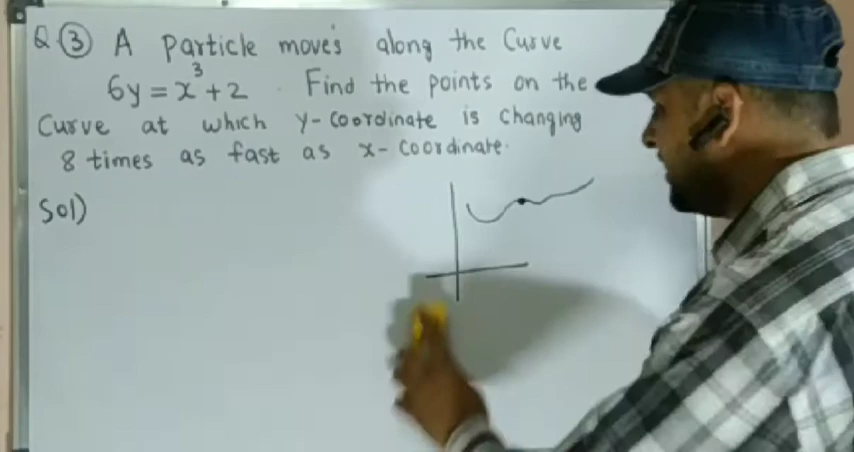 Q ③ A particle move's along the Curve
6y = x³ + 2 . Find the points on the
Curve at which y-coordinate is changing
8 times as fast as x-coordinate.
Sol)